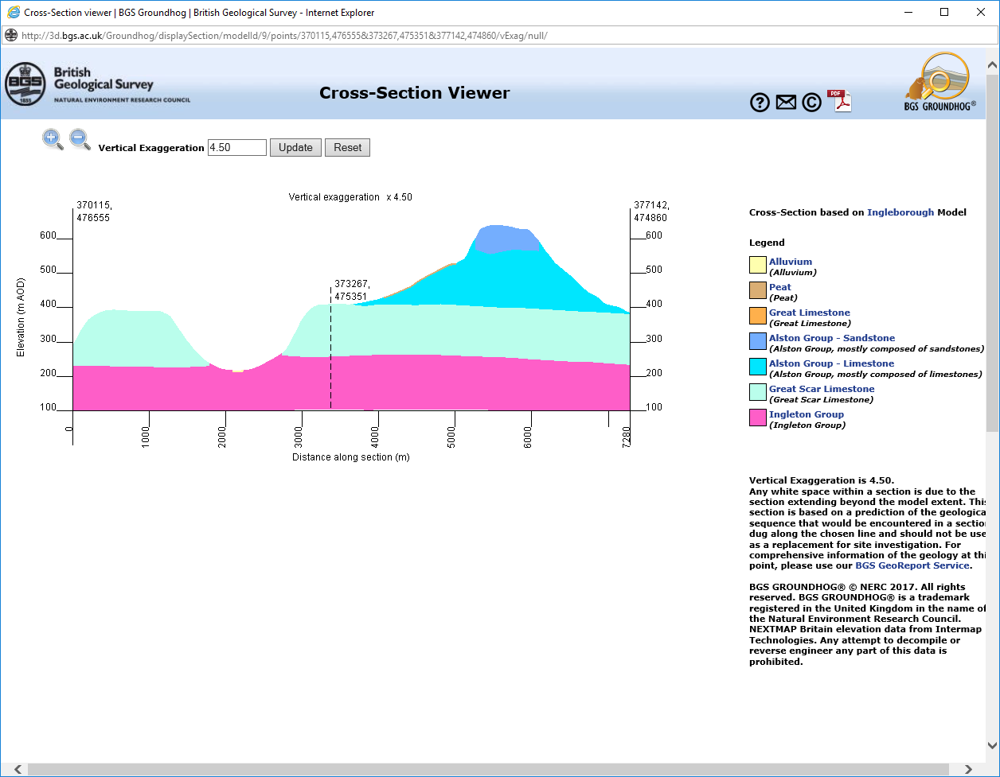 Cross-Section viewer | BGS Groundhog | British Geological Survey - Internet Explorer
http://3d.bgs.ac.uk/Groundhog/displaySection/modelId/9/points/370115,476555&373267,475351&377142,474860/vExag/null/
BGS
1835
British
Geological Survey
NATURAL ENVIRONMENT RESEARCH COUNCIL
Cross-Section Viewer
?
©
PDF
BGS GROUNDHOG®
Vertical Exaggeration 4.50 Update Reset
Vertical exaggeration x 4.50
370115,
476555
377142,
474860
373267,
475351
Elevation (m AOD)
600
500
400
300
200
100
600
500
400
300
200
100
0 1000 2000 3000 4000 5000 6000 7280
Distance along section (m)
Cross-Section based on Ingleborough Model
Legend
Alluvium
(Alluvium)
Peat
(Peat)
Great Limestone
(Great Limestone)
Alston Group - Sandstone
(Alston Group, mostly composed of sandstones)
Alston Group - Limestone
(Alston Group, mostly composed of limestones)
Great Scar Limestone
(Great Scar Limestone)
Ingleton Group
(Ingleton Group)
Vertical Exaggeration is 4.50.
Any white space within a section is due to the
section extending beyond the model extent. This
section is based on a prediction of the geologica
sequence that would be encountered in a sectio
dug along the chosen line and should not be use
as a replacement for site investigation. For
comprehensive information of the geology at thi
point, please use our BGS GeoReport Service.
BGS GROUNDHOG® © NERC 2017. All rights
reserved. BGS GROUNDHOG® is a trademark
registered in the United Kingdom in the name of
the Natural Environment Research Council.
NEXTMAP Britain elevation data from Intermap
Technologies. Any attempt to decompile or
reverse engineer any part of this data is
prohibited.